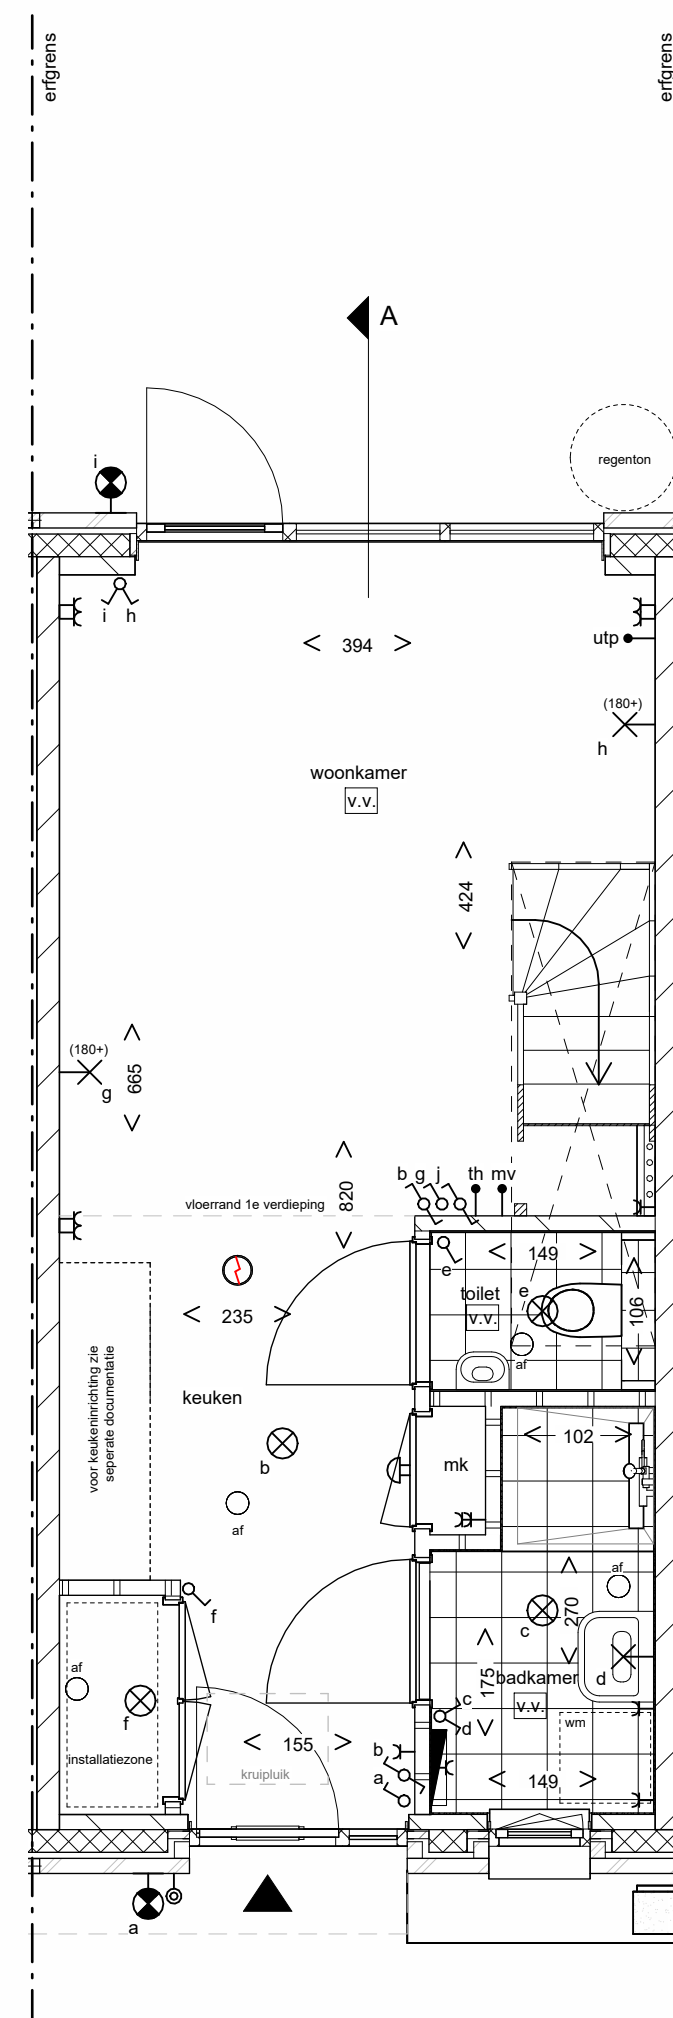 erfgrens
erfgrens
A
i
regenton
i h
394
utp
(180+)
h
woonkamer
v.v.
424
(180+)
g
665
b g j th mv
820
vloerrand 1e verdieping
149
e
e
toilet
v.v.
106
af
235
voor keukeninrichting zie
seperate documentatie
keuken
102
b
mk
af
af
f
c
270
175
badkamer
d
af
f
c
v.v.
d
wm
155
b
installatiezone
kruipluik
a
149
a